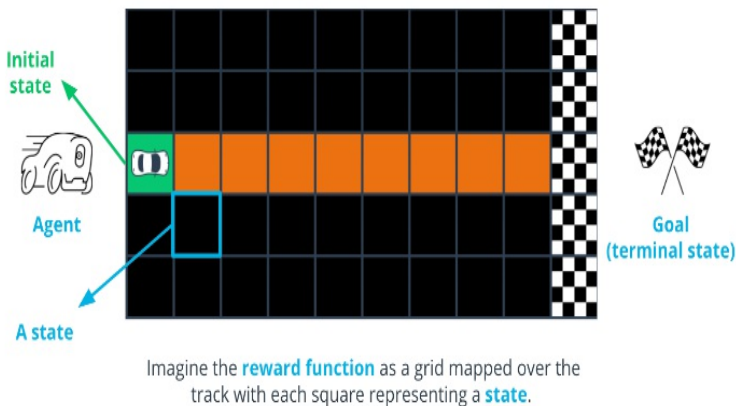 Initial
state
Agent
A state
Goal
(terminal state)
Imagine the reward function as a grid mapped over the
track with each square representing a state.